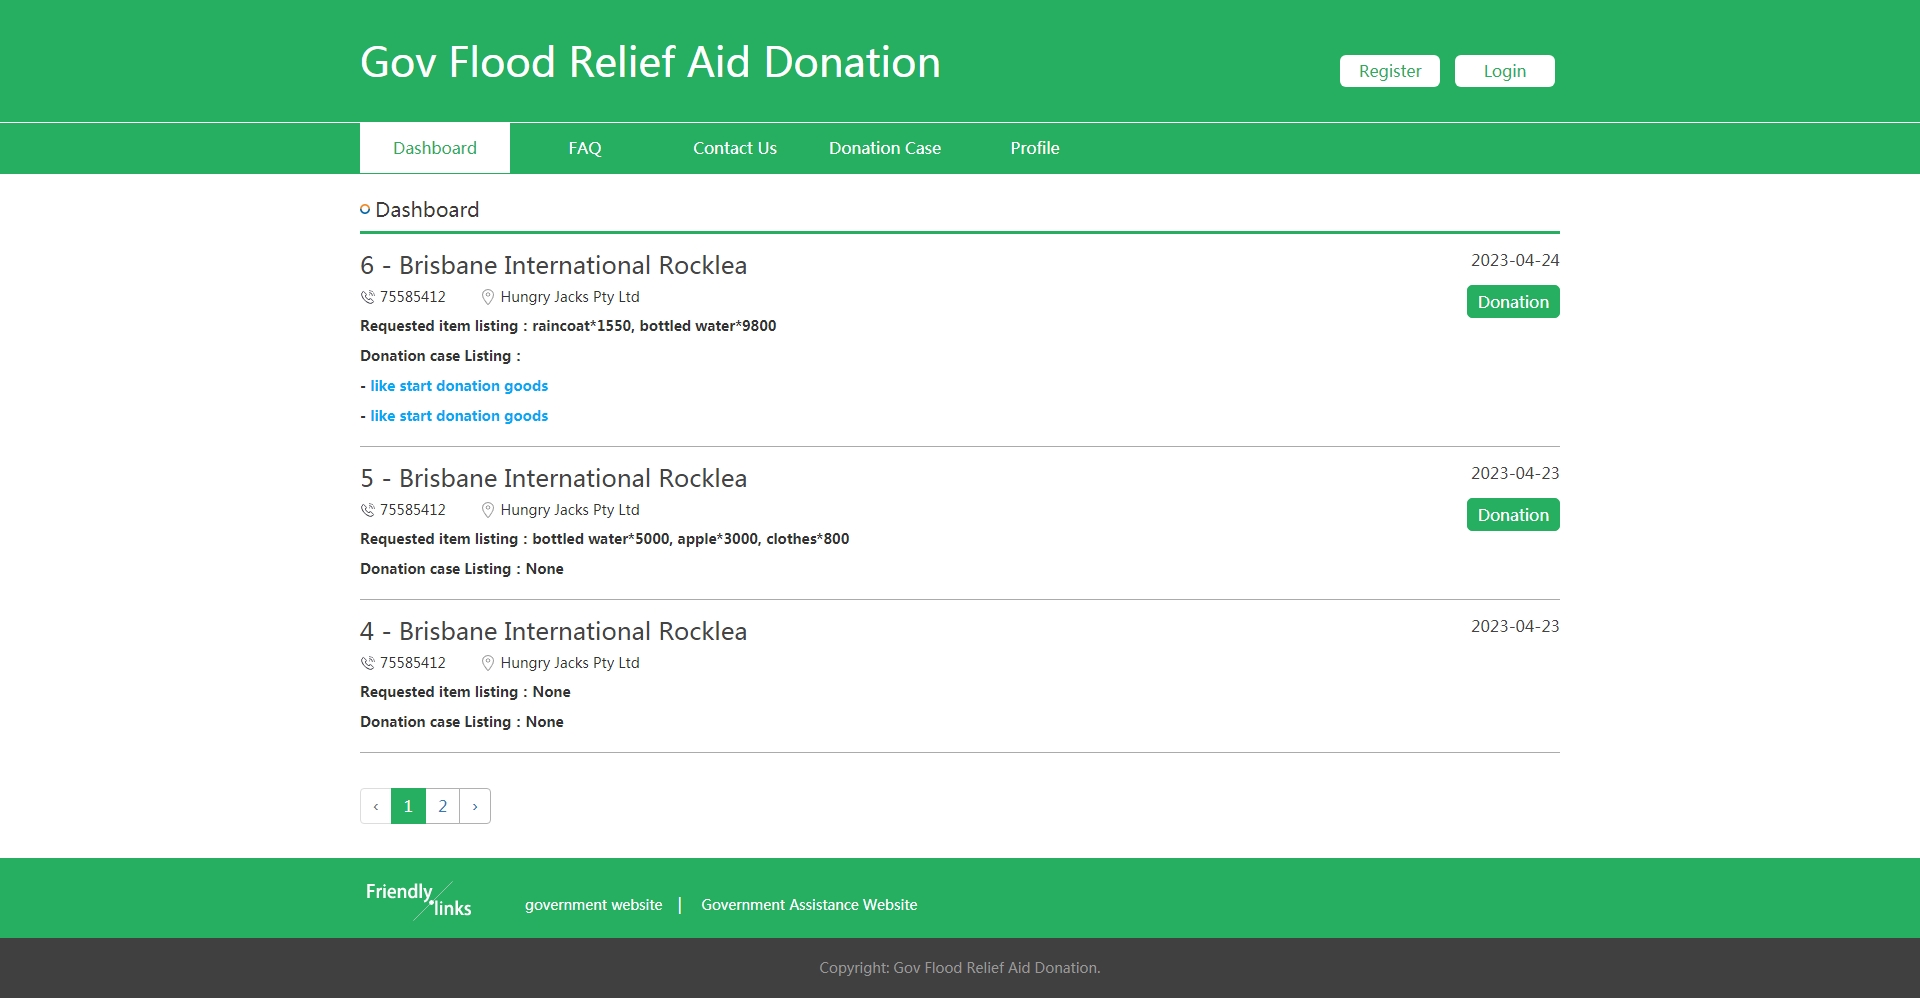 Gov Flood Relief Aid Donation
Register
Login
Dashboard
FAQ
Contact Us
Donation Case
Profile
Dashboard
6 - Brisbane International Rocklea
2023-04-24
75585412
Hungry Jacks Pty Ltd
Donation
Requested item listing : raincoat*1550, bottled water*9800
Donation case Listing :
- like start donation goods
- like start donation goods
5 - Brisbane International Rocklea
2023-04-23
75585412
Hungry Jacks Pty Ltd
Donation
Requested item listing : bottled water*5000, apple*3000, clothes*800
Donation case Listing : None
4 - Brisbane International Rocklea
2023-04-23
75585412
Hungry Jacks Pty Ltd
Requested item listing : None
Donation case Listing : None
‹ 1 2 ›
Friendly links
government website | Government Assistance Website
Copyright: Gov Flood Relief Aid Donation.